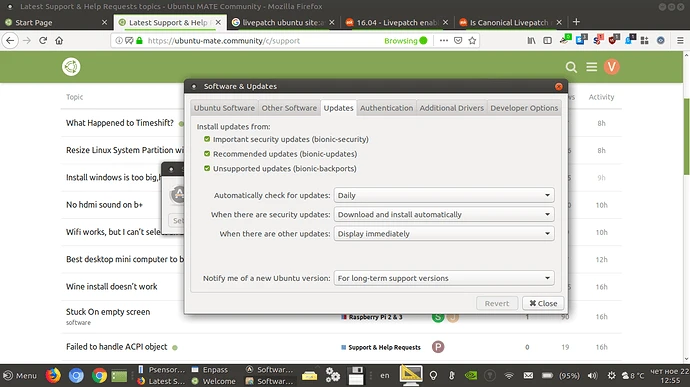 Latest Support & Help Requests topics - Ubuntu MATE Community - Mozilla Firefox
Start Page
Latest Support & Help R
livepatch ubuntu site:a
16.04 - Livepatch enab
Is Canonical Livepatch
https://ubuntu-mate.community/c/support
Browsing
V
Software & Updates
Topic
Activity
Ubuntu Software
Other Software
Updates
Authentication
Additional Drivers
Developer Options
What Happened to Timeshift?
8h
Install updates from:
Important security updates (bionic-security)
Resize Linux System Partition wi
8h
Recommended updates (bionic-updates)
Unsupported updates (bionic-backports)
Install windows is too big,h
9h
Automatically check for updates:
Daily
No hdmi sound on b+
16h
When there are security updates:
Download and install automatically
Wifi works, but I can't sele
16h
When there are other updates:
Display immediately
Best desktop mini computer to b
12h
Notify me of a new Ubuntu version:
For long-term support versions
Wine install doesn't work
16h
Revert
Close
Stuck On empty screen
software
Raspberry Pi 2 & 3
S
1
90
16h
Failed to handle ACPI object
Support & Help Requests
P
0
19
16h
Menu
Psensor...
Latest S...
Enpass
Welcome
Software...
Software...
en
(95%)
8 °C
чет ное 22
12:55